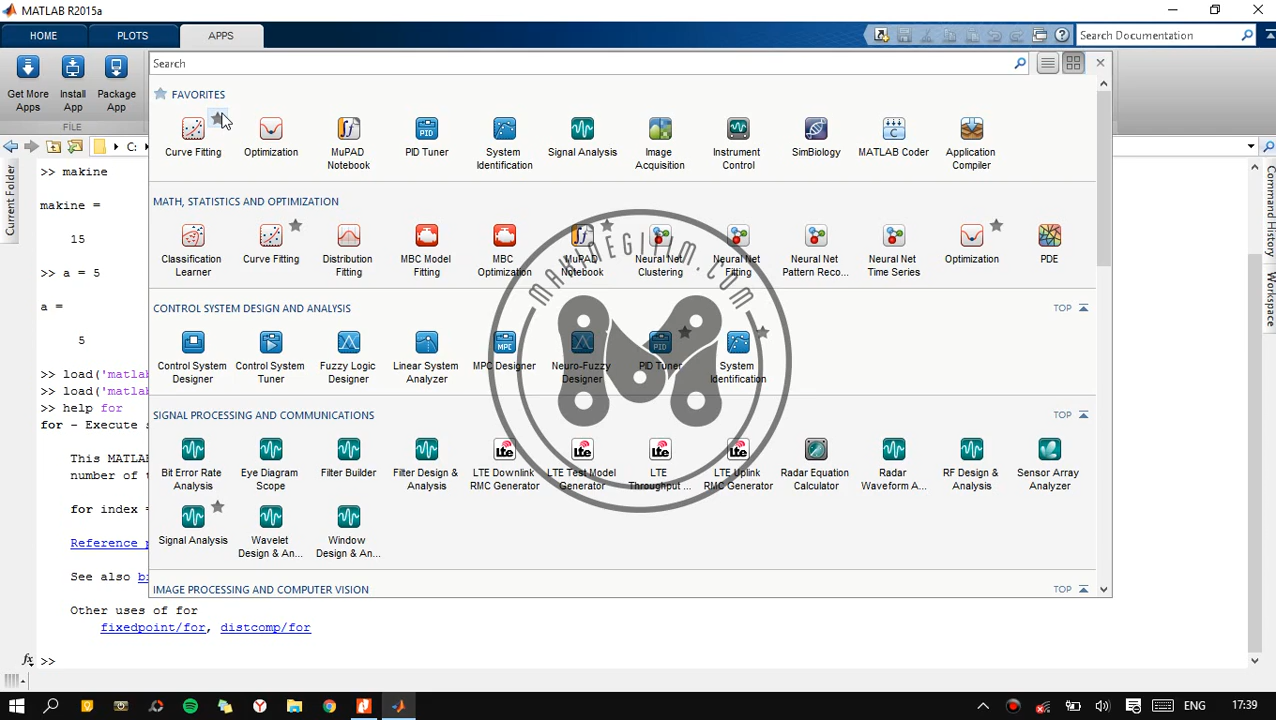 MATLAB R2015a
HOME
PLOTS
APPS
Search Documentation
Get More Apps
Install App
Package App
FILE
Search
FAVORITES
Curve Fitting
Optimization
MuPAD Notebook
PID Tuner
System Identification
Signal Analysis
Image Acquisition
Instrument Control
SimBiology
MATLAB Coder
Application Compiler
MATH, STATISTICS AND OPTIMIZATION
Classification Learner
Curve Fitting
Distribution Fitting
MBC Model Fitting
MBC Optimization
MuPAD Notebook
Neural Net Clustering
Neural Net Fitting
Neural Net Pattern Reco...
Neural Net Time Series
Optimization
PDE
CONTROL SYSTEM DESIGN AND ANALYSIS
TOP
Control System Designer
Control System Tuner
Fuzzy Logic Designer
Linear System Analyzer
MPC Designer
Neuro-Fuzzy Designer
PID Tuner
System Identification
SIGNAL PROCESSING AND COMMUNICATIONS
TOP
Bit Error Rate Analysis
Eye Diagram Scope
Filter Builder
Filter Design & Analysis
LTE Downlink RMC Generator
LTE Test Model Generator
LTE Throughput ...
LTE Uplink RMC Generator
Radar Equation Calculator
Radar Waveform A...
RF Design & Analysis
Sensor Array Analyzer
Signal Analysis
Wavelet Design & An...
Window Design & An...
IMAGE PROCESSING AND COMPUTER VISION
TOP
MAKINEEGITIM.COM
C:
Current Folder
Command History
Workspace
>> makine
makine =
15
>> a = 5
a =
5
>> load('matlab
>> load('matlab
>> help for
for - Execute s
This MATLAB
number of t
for index =
Reference p
See also b
Other uses of for
fixedpoint/for, distcomp/for
fx >>
ENG
17:39